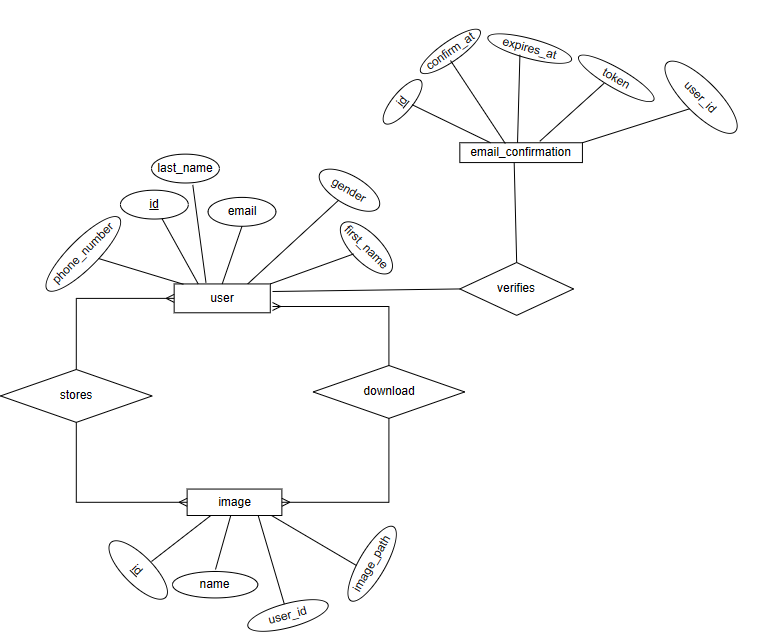 confirm_at
expires_at
token
user_id
id
email_confirmation
last_name
id
email
gender
first_name
phone_number
user
verifies
stores
download
image
id
name
user_id
image_path